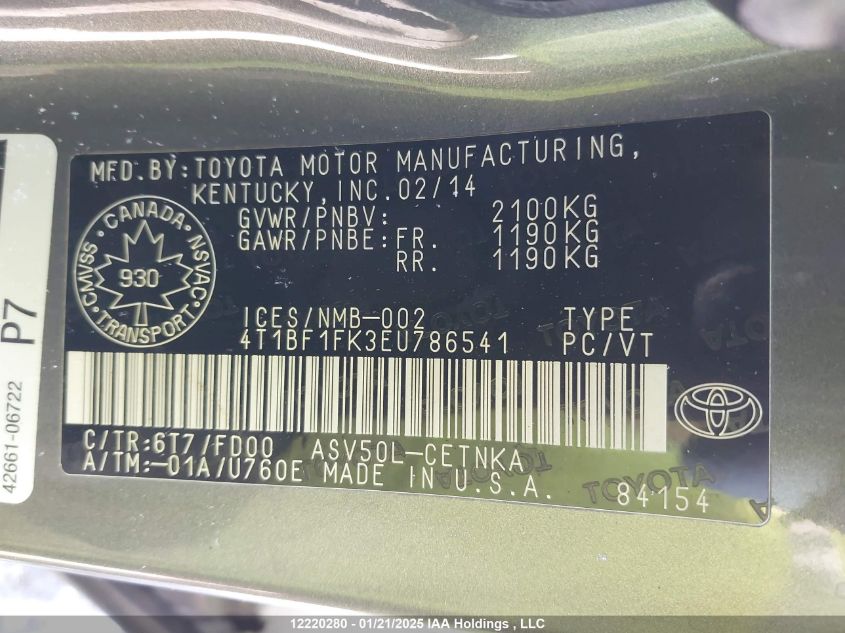 MFD.BY:TOYOTA MOTOR MANUFACTURING,
KENTUCKY,INC.02/14
GVWR/PNBV: 2100KG
GAWR/PNBE:FR. 1190KG
RR. 1190KG
CANADA
CMVSS NSVAC
930
TRANSPORT
ICES/NMB-002 TYPE
4T1BF1FK3EU786541 PC/VT
C/TR:6T7/FD00 ASV50L-CETNKA
A/TM:-01A/U760E MADE IN U.S.A.
84154
TOYOTA
P7
42661-06722
12220280 - 01/21/2025 IAA Holdings , LLC